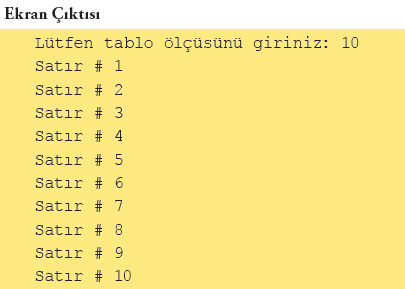 Ekran Çıktısı
Lütfen tablo ölçüsünü giriniz: 10
Satır # 1
Satır # 2
Satır # 3
Satır # 4
Satır # 5
Satır # 6
Satır # 7
Satır # 8
Satır # 9
Satır # 10